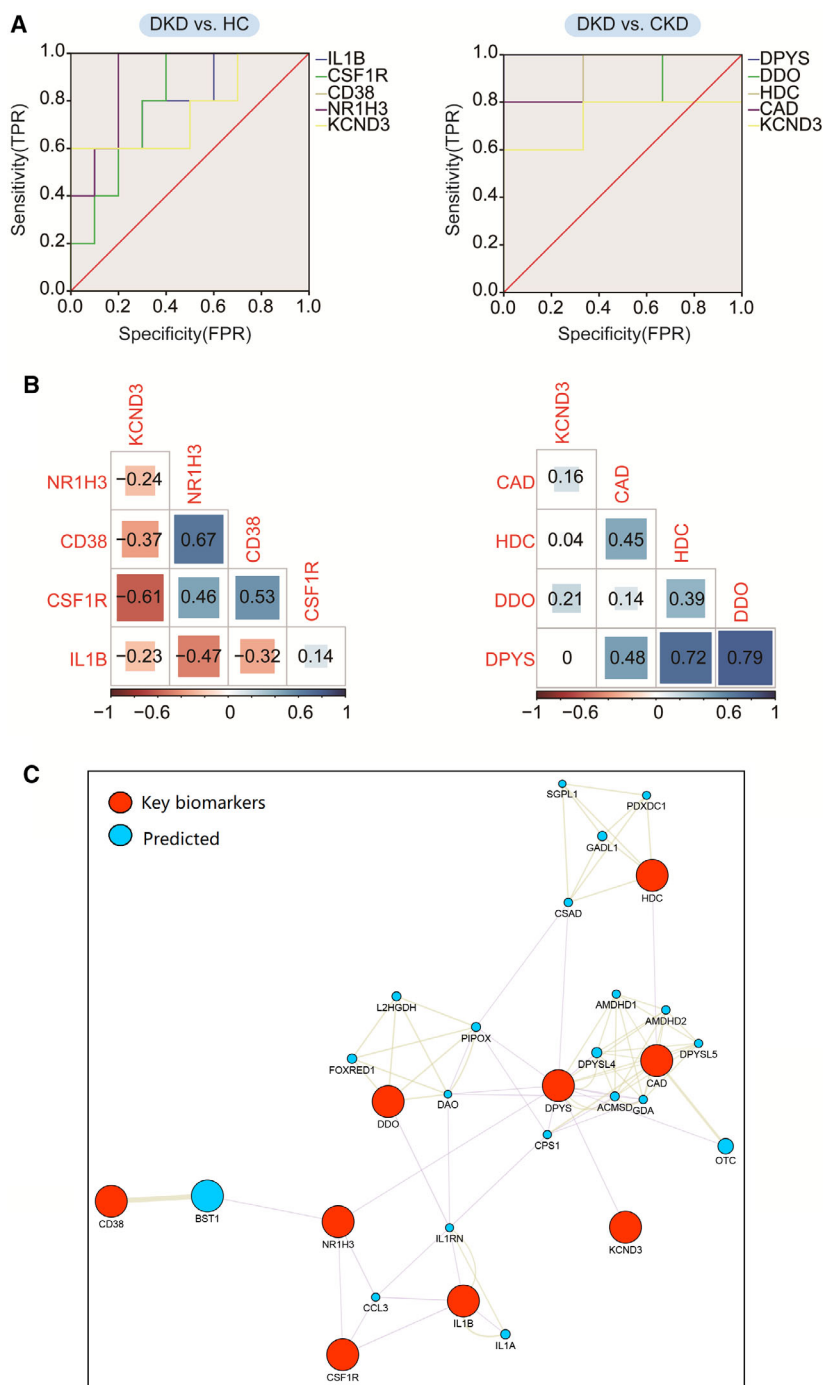 A
DKD vs. HC
DKD vs. CKD
1.0
0.8
0.6
0.4
0.2
0.0
Sensitivity(TPR)
0.0 0.2 0.4 0.6 0.8 1.0
Specificity(FPR)
IL1B
CSF1R
CD38
NR1H3
KCND3
1.0
0.8
0.6
0.4
0.2
0.0
Sensitivity(TPR)
0.0 0.2 0.4 0.6 0.8 1.0
Specificity(FPR)
DPYS
DDO
HDC
CAD
KCND3
B
KCND3
NR1H3 −0.24 NR1H3
CD38 −0.37 0.67 CD38
CSF1R −0.61 0.46 0.53 CSF1R
IL1B −0.23 −0.47 −0.32 0.14
−1 −0.6 0 0.6 1
KCND3
CAD 0.16 CAD
HDC 0.04 0.45 HDC
DDO 0.21 0.14 0.39 DDO
DPYS 0 0.48 0.72 0.79
−1 −0.6 0 0.6 1
C
Key biomarkers
Predicted
SGPL1
PDXDC1
GADL1
HDC
CSAD
L2HGDH
AMDHD1
AMDHD2
PIPOX
DPYSL5
FOXRED1
DPYSL4
CAD
DAO
DPYS
ACMSD
GDA
DDO
CPS1
OTC
CD38
BST1
NR1H3
IL1RN
KCND3
CCL3
IL1B
IL1A
CSF1R